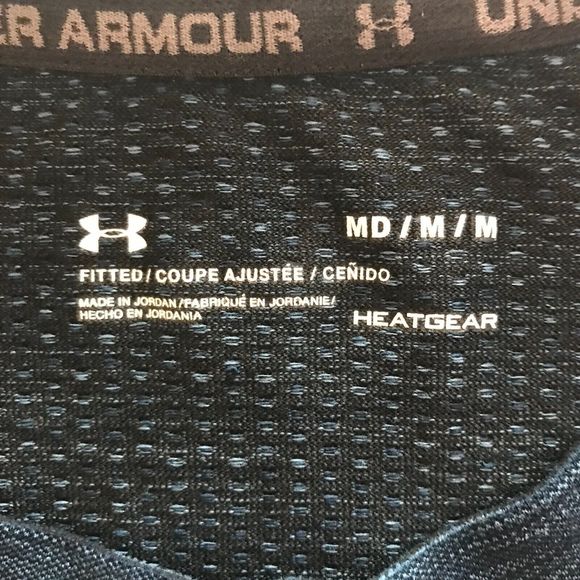 ER ARMOUR UN
MD / M / M
FITTED / COUPE AJUSTÉE / CEÑIDO
MADE IN JORDAN / FABRIQUÉ EN JORDANIE /
HECHO EN JORDANIA
HEATGEAR